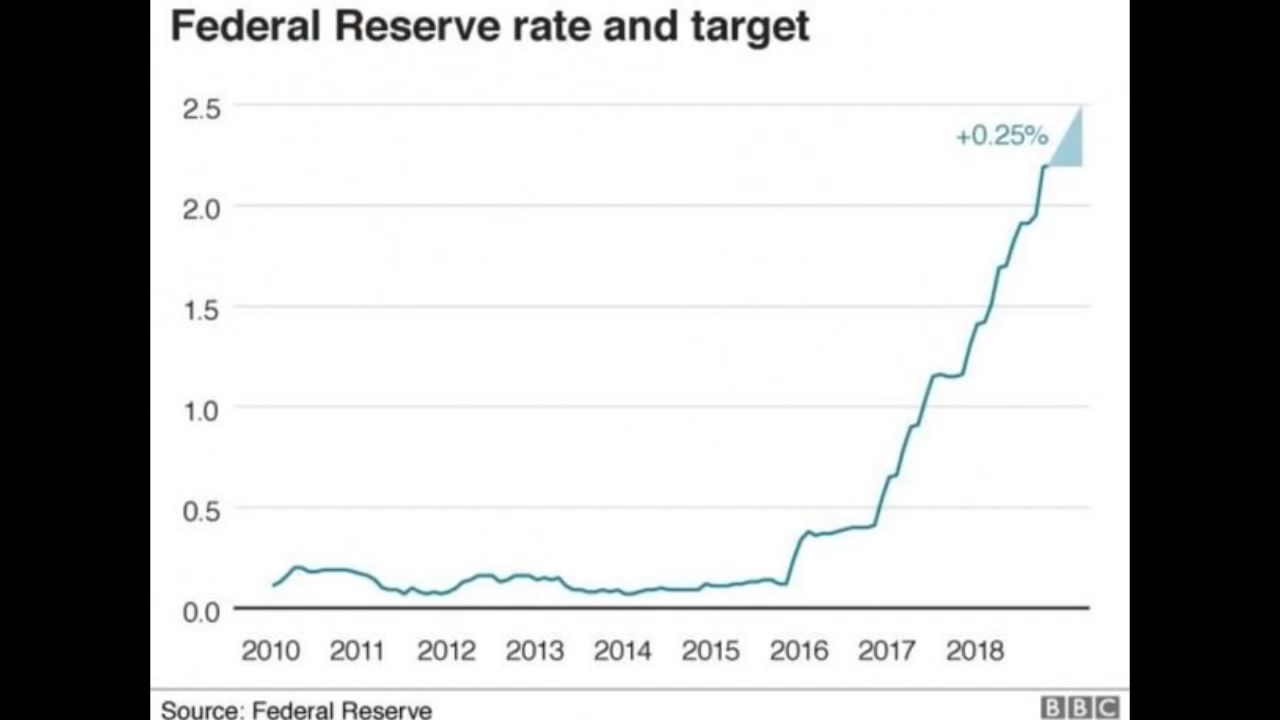 Federal Reserve rate and target
2.5
+0.25%
2.0
1.5
1.0
0.5
0.0
2010 2011 2012 2013 2014 2015 2016 2017 2018
Source: Federal Reserve
BBC